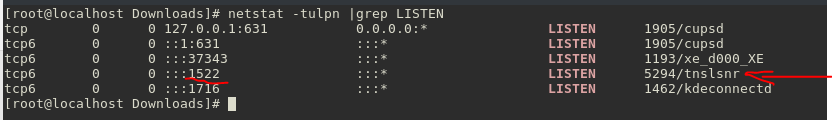 [root@localhost Downloads]# netstat -tulpn |grep LISTEN
tcp 0 0 127.0.0.1:631 0.0.0.0:* LISTEN 1905/cupsd
tcp6 0 0 ::1:631 :::* LISTEN 1905/cupsd
tcp6 0 0 :::37343 :::* LISTEN 1193/xe_d000_XE
tcp6 0 0 :::1522 :::* LISTEN 5294/tnslsnr
tcp6 0 0 :::1716 :::* LISTEN 1462/kdeconnectd
[root@localhost Downloads]#